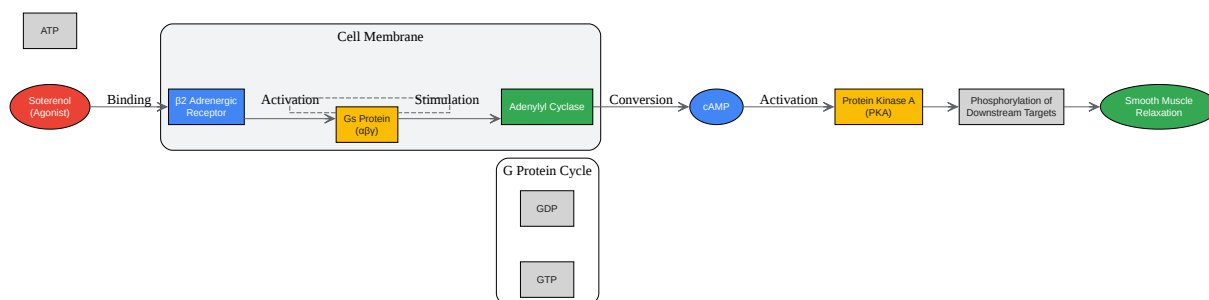 ATP
Cell Membrane
Soterenol
(Agonist)
Binding
β2 Adrenergic
Receptor
Activation
Gs Protein
(αβγ)
Stimulation
Adenylyl Cyclase
Conversion
cAMP
Activation
Protein Kinase A
(PKA)
Phosphorylation of
Downstream Targets
Smooth Muscle
Relaxation
G Protein Cycle
GDP
GTP